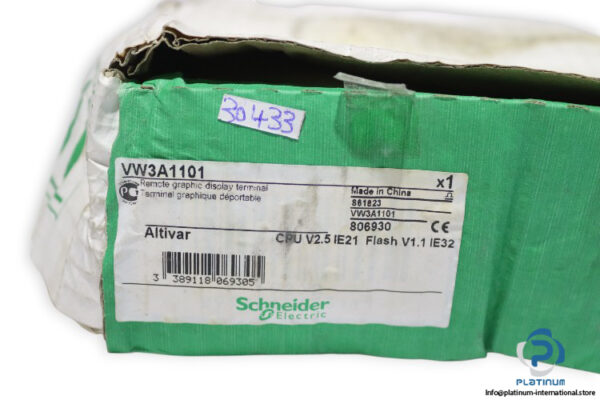 30433
VW3A1101
x1
Remote graphic display terminal
Terminal graphique déportable
Made in China
861823
VW3A1101
806930 CE
Altivar
CPU V2.5 IE21 Flash V1.1 IE32
3 389118 069305
Schneider
Electric
PLATINUM
info@platinum-international.store